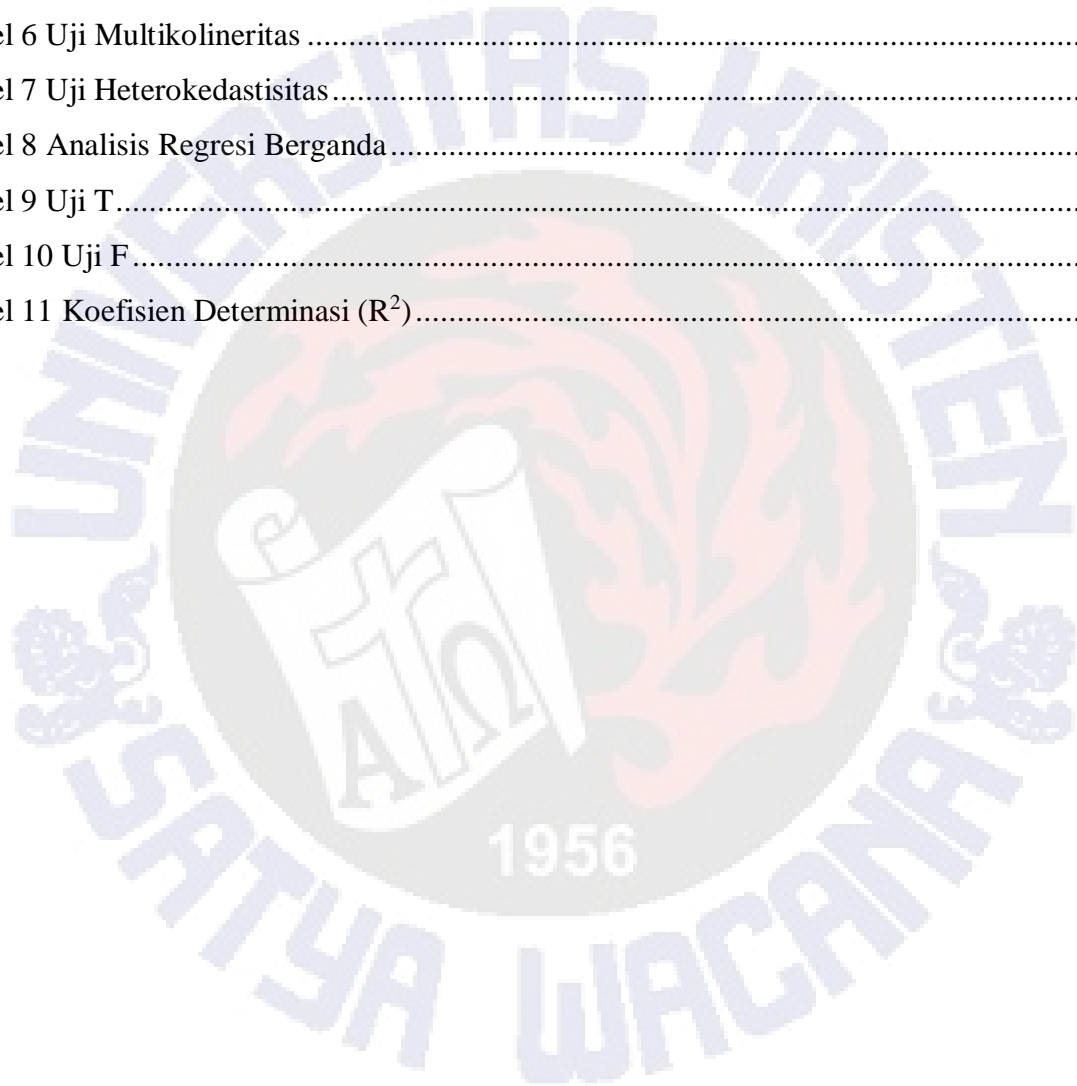 el 6 Uji Multikolineritas ........................................................................................................
el 7 Uji Heterokedastisitas .....................................................................................................
el 8 Analisis Regresi Berganda ..............................................................................................
el 9 Uji T ................................................................................................................................
el 10 Uji F ..............................................................................................................................
el 11 Koefisien Determinasi (R²) ..........................................................................................
UNIVERSITAS KRISTEN
ΑΩ
1956
SATYA WACANA